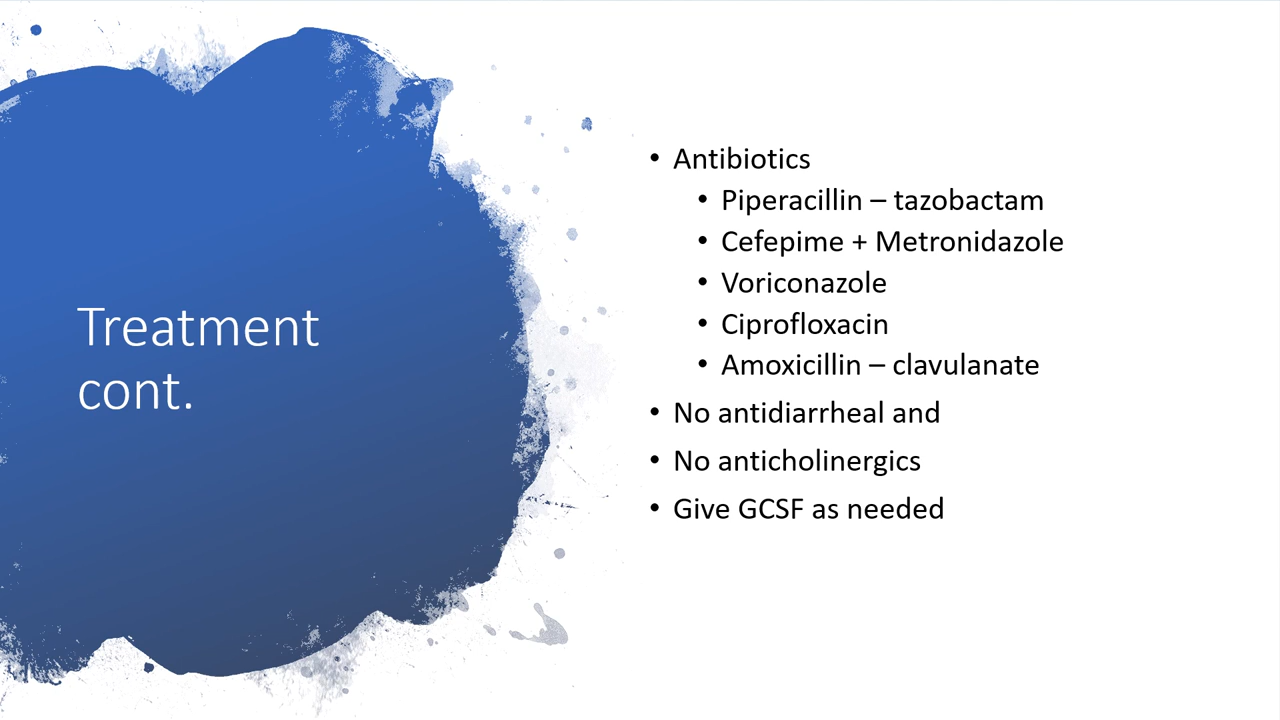 Treatment
cont.
• Antibiotics
• Piperacillin – tazobactam
• Cefepime + Metronidazole
• Voriconazole
• Ciprofloxacin
• Amoxicillin – clavulanate
• No antidiarrheal and
• No anticholinergics
• Give GCSF as needed